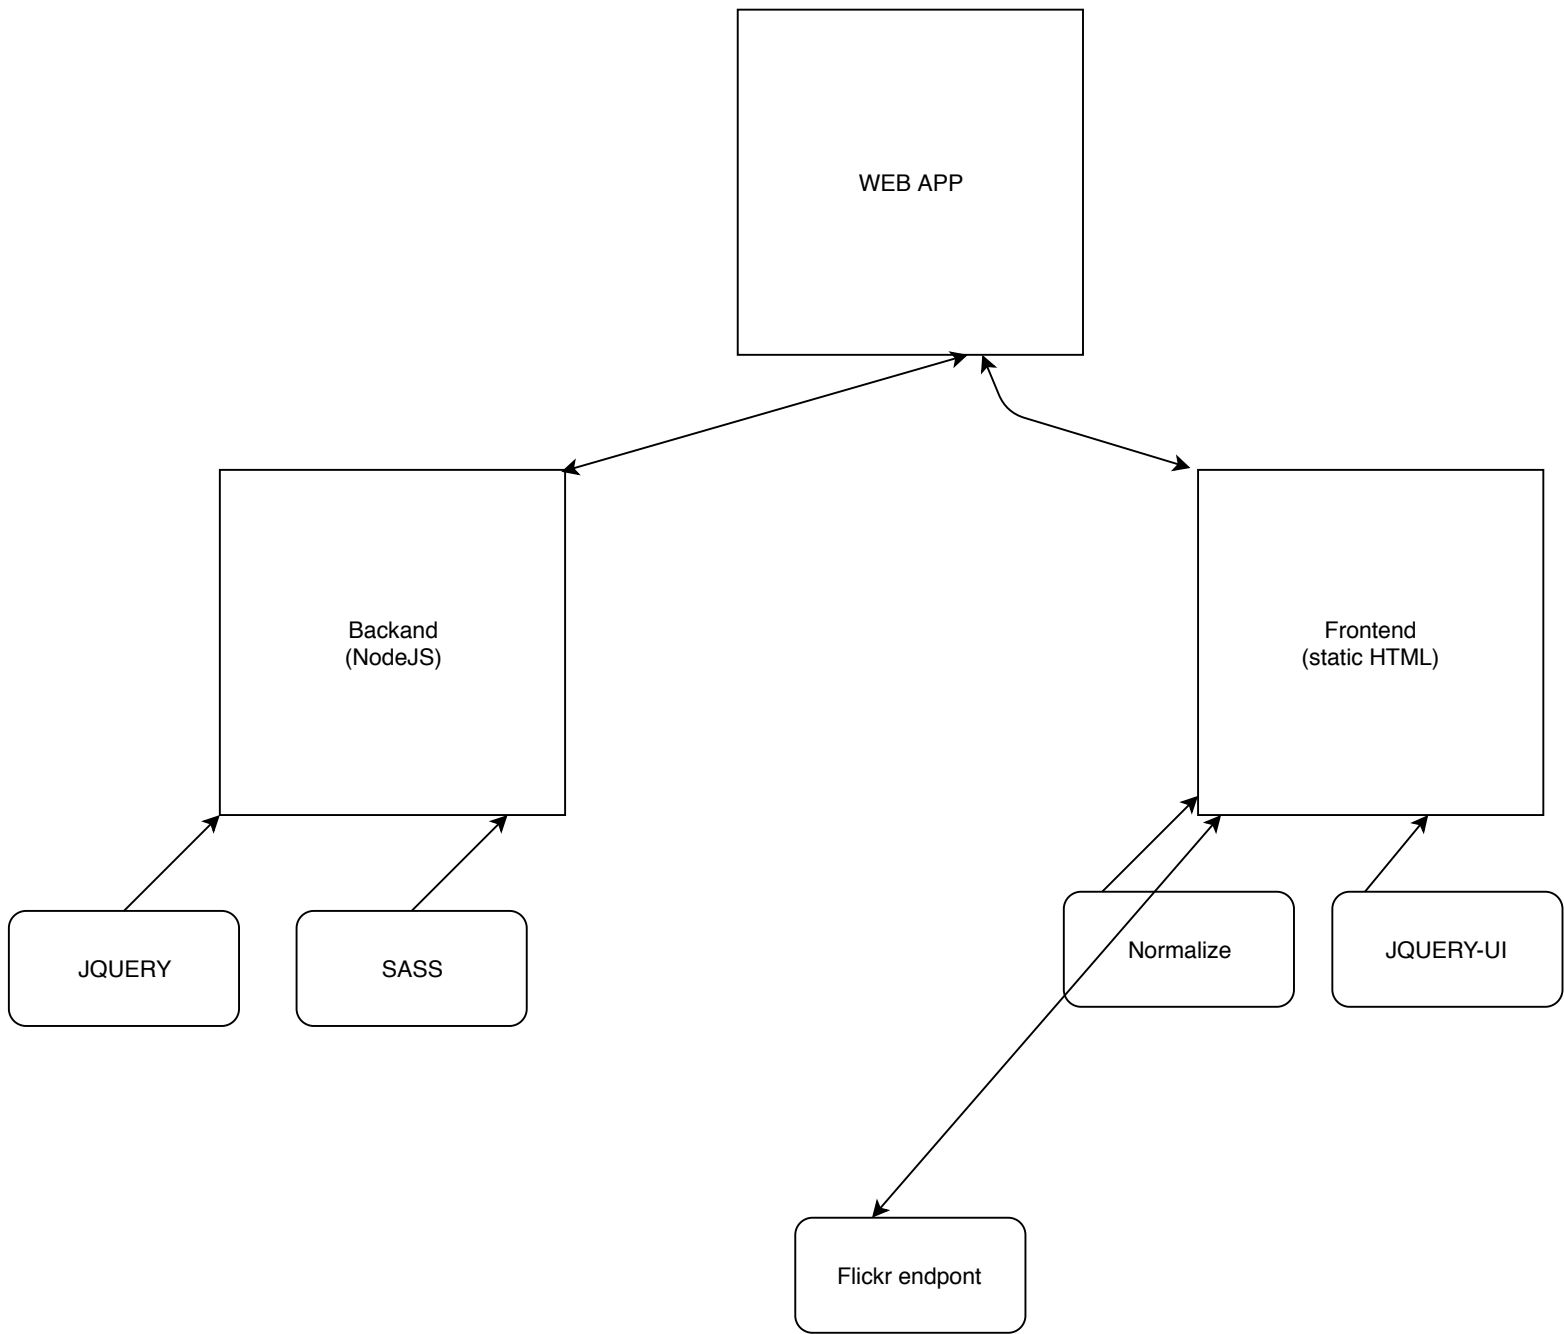 WEB APP
Backand
(NodeJS)
Frontend
(static HTML)
JQUERY
SASS
Normalize
JQUERY-UI
Flickr endpont